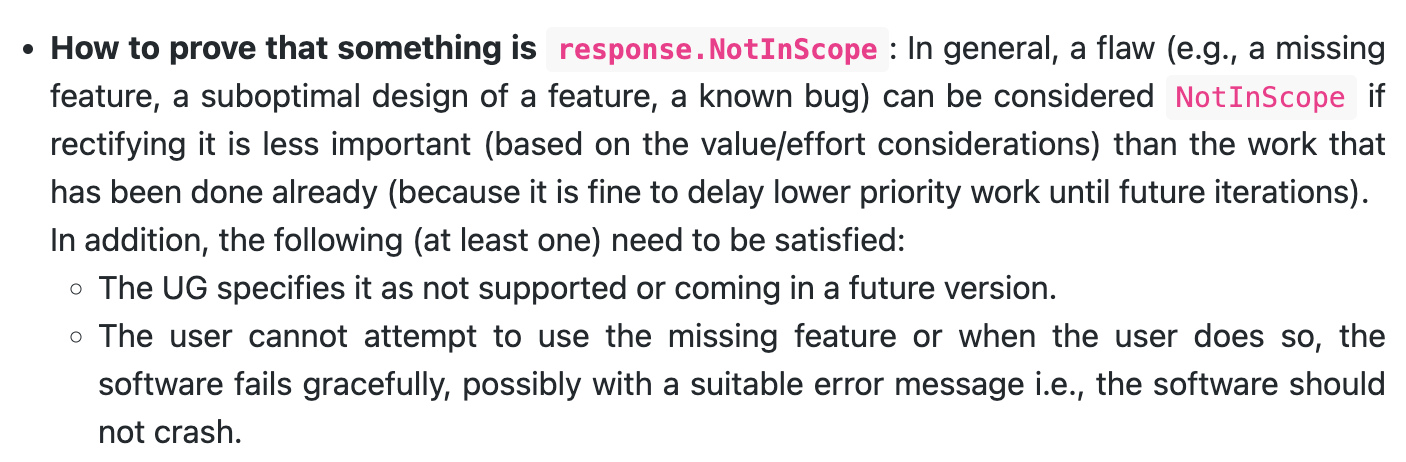 • How to prove that something is response.NotInScope: In general, a flaw (e.g., a missing
feature, a suboptimal design of a feature, a known bug) can be considered NotInScope if
rectifying it is less important (based on the value/effort considerations) than the work that
has been done already (because it is fine to delay lower priority work until future iterations).
In addition, the following (at least one) need to be satisfied:
◦ The UG specifies it as not supported or coming in a future version.
◦ The user cannot attempt to use the missing feature or when the user does so, the
software fails gracefully, possibly with a suitable error message i.e., the software should
not crash.